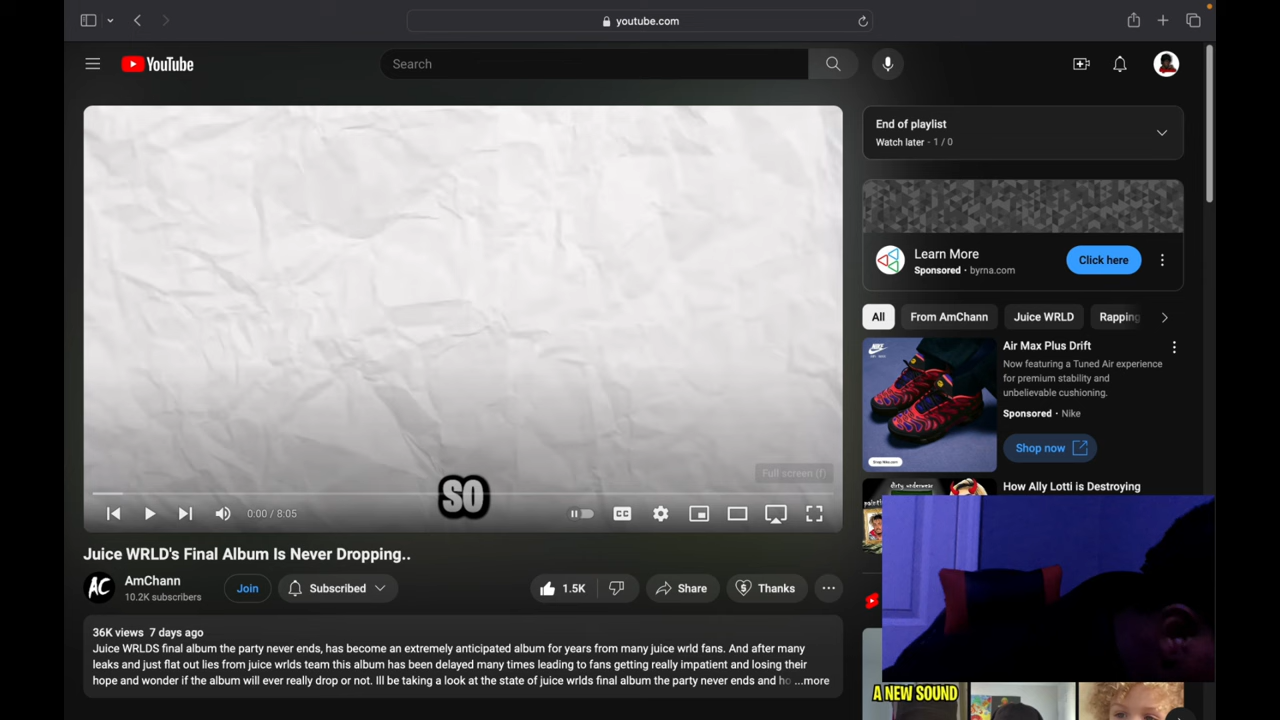 youtube.com
YouTube
Search
End of playlist
Watch later - 1 / 0
Learn More
Sponsored · byrna.com
Click here
All
From AmChann
Juice WRLD
Rapping
NIKE
Air Max Plus Drift
Now featuring a Tuned Air experience
for premium stability and
unbelievable cushioning.
Sponsored · Nike
Shop now
Full screen (f)
SO
0:00 / 8:05
CC
dirty underwear
How Ally Lotti is Destroying
Juice WRLD's Final Album Is Never Dropping..
AC
AmChann
10.2K subscribers
Join
Subscribed
1.5K
Share
Thanks
36K views 7 days ago
Juice WRLDS final album the party never ends, has become an extremely anticipated album for years from many juice wrld fans. And after many
leaks and just flat out lies from juice wrlds team this album has been delayed many times leading to fans getting really impatient and losing their
hope and wonder if the album will ever really drop or not. Ill be taking a look at the state of juice wrlds final album the party never ends and ho ...more
A NEW SOUND